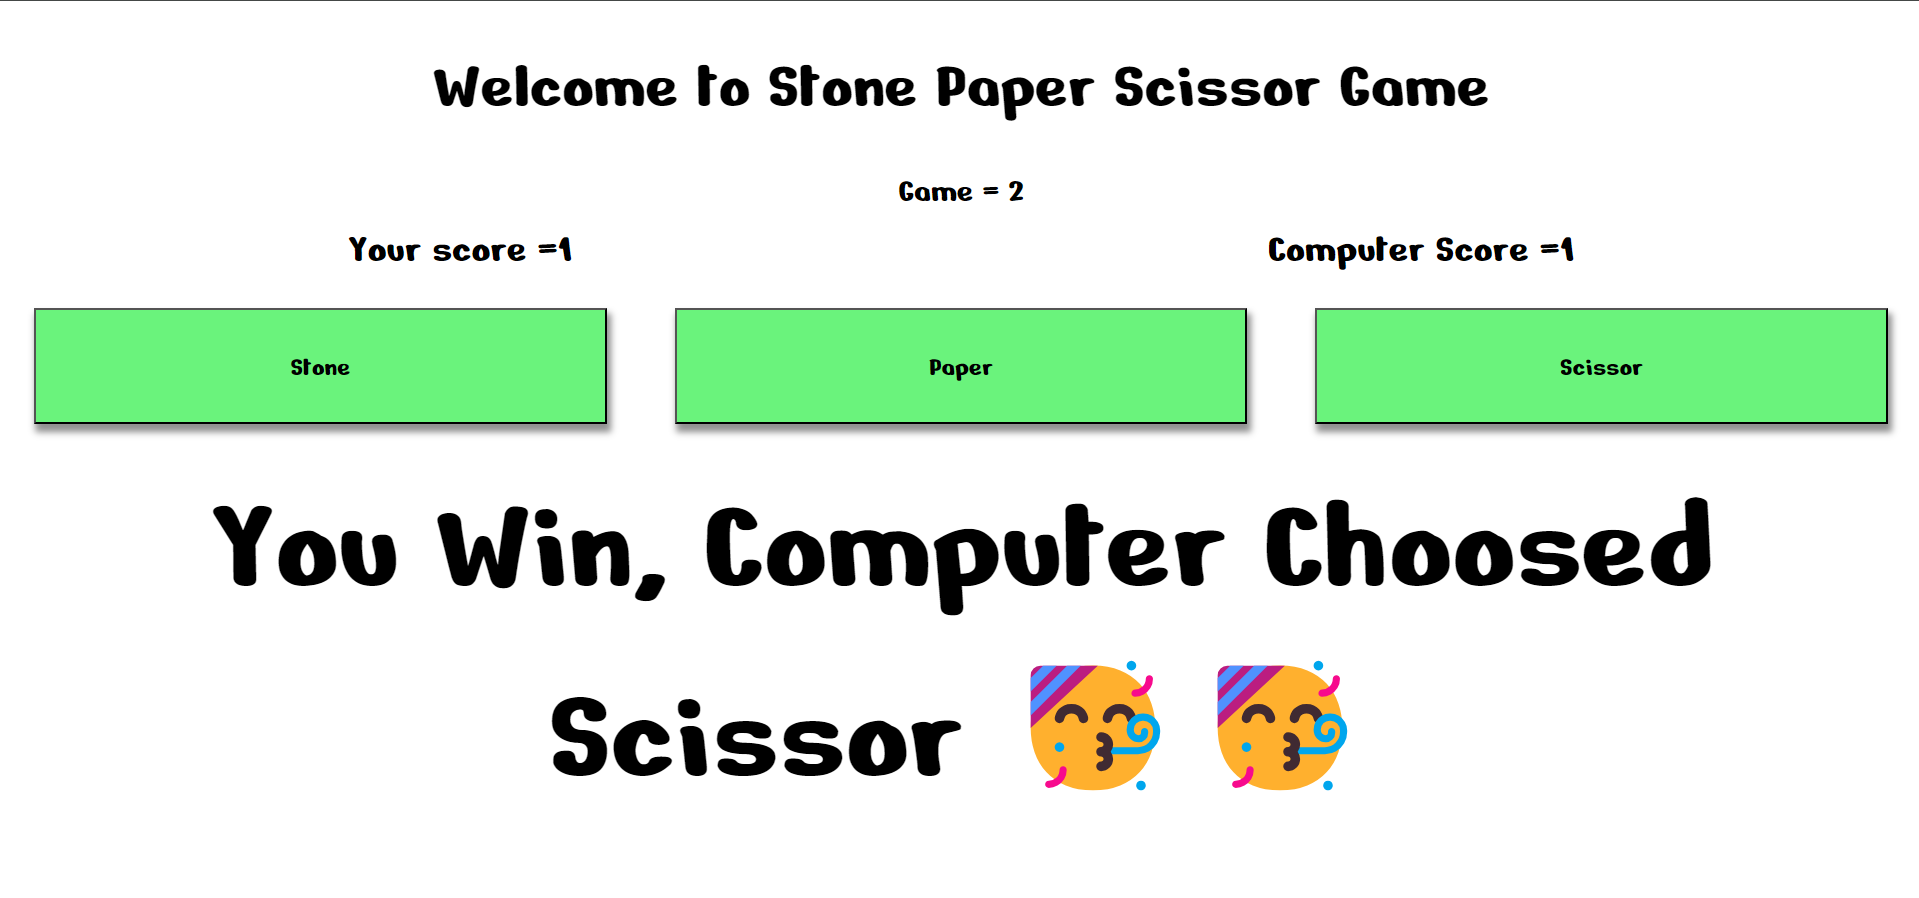 Welcome to Stone Paper Scissor Game
Game = 2
Your score =1
Computer Score =1
Stone
Paper
Scissor
You Win, Computer Choosed
Scissor 🥳 🥳